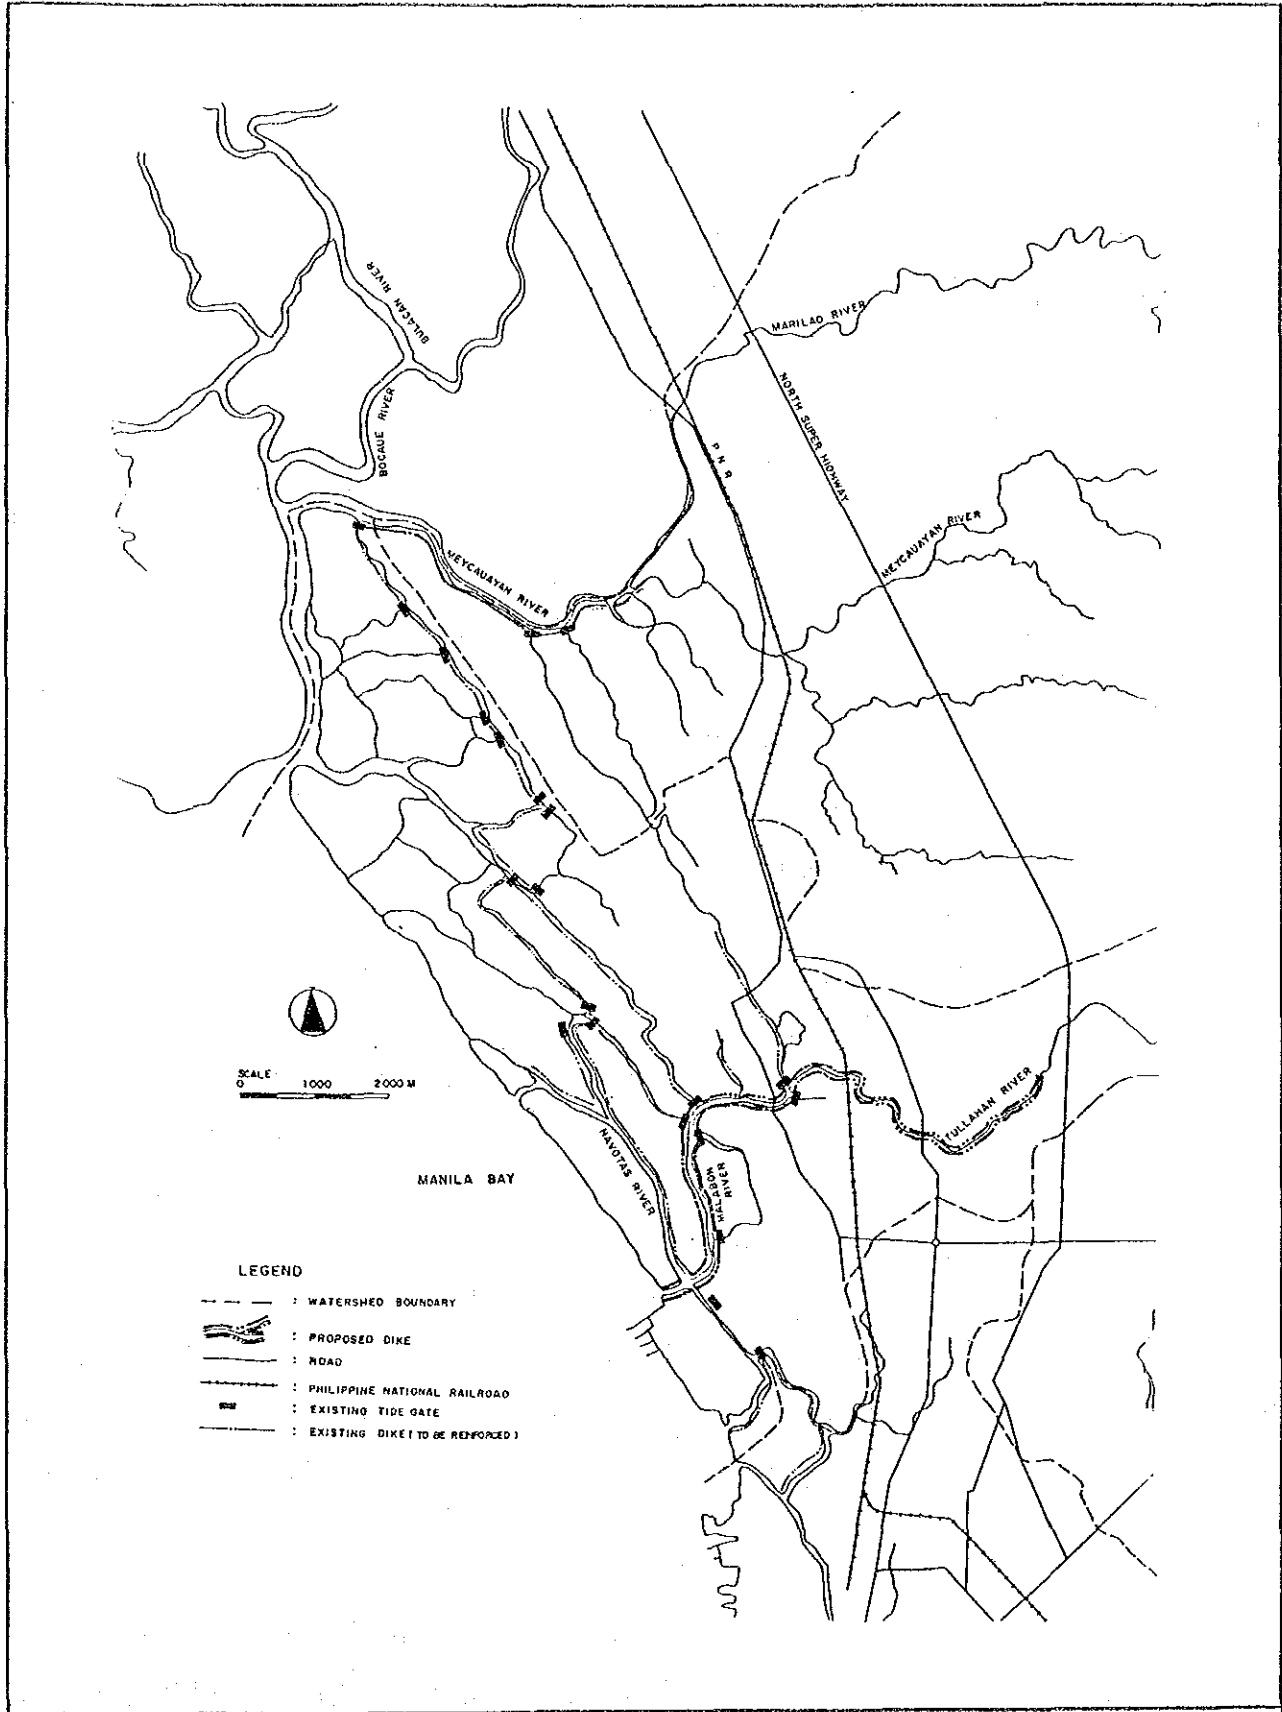 BULACAN RIVER
MARILAO RIVER
NORTH SUPER HIGHWAY
BOCAUE RIVER
P N R
MEYCAUAYAN RIVER
MEYCAUAYAN RIVER
SCALE
0 1000 2000 M
TULLAHAN RIVER
NAVOTAS RIVER
MALABON
RIVER
MANILA BAY
LEGEND
: WATERSHED BOUNDARY
: PROPOSED DIKE
: ROAD
: PHILIPPINE NATIONAL RAILROAD
: EXISTING TIDE GATE
: EXISTING DIKE (TO BE REINFORCED)